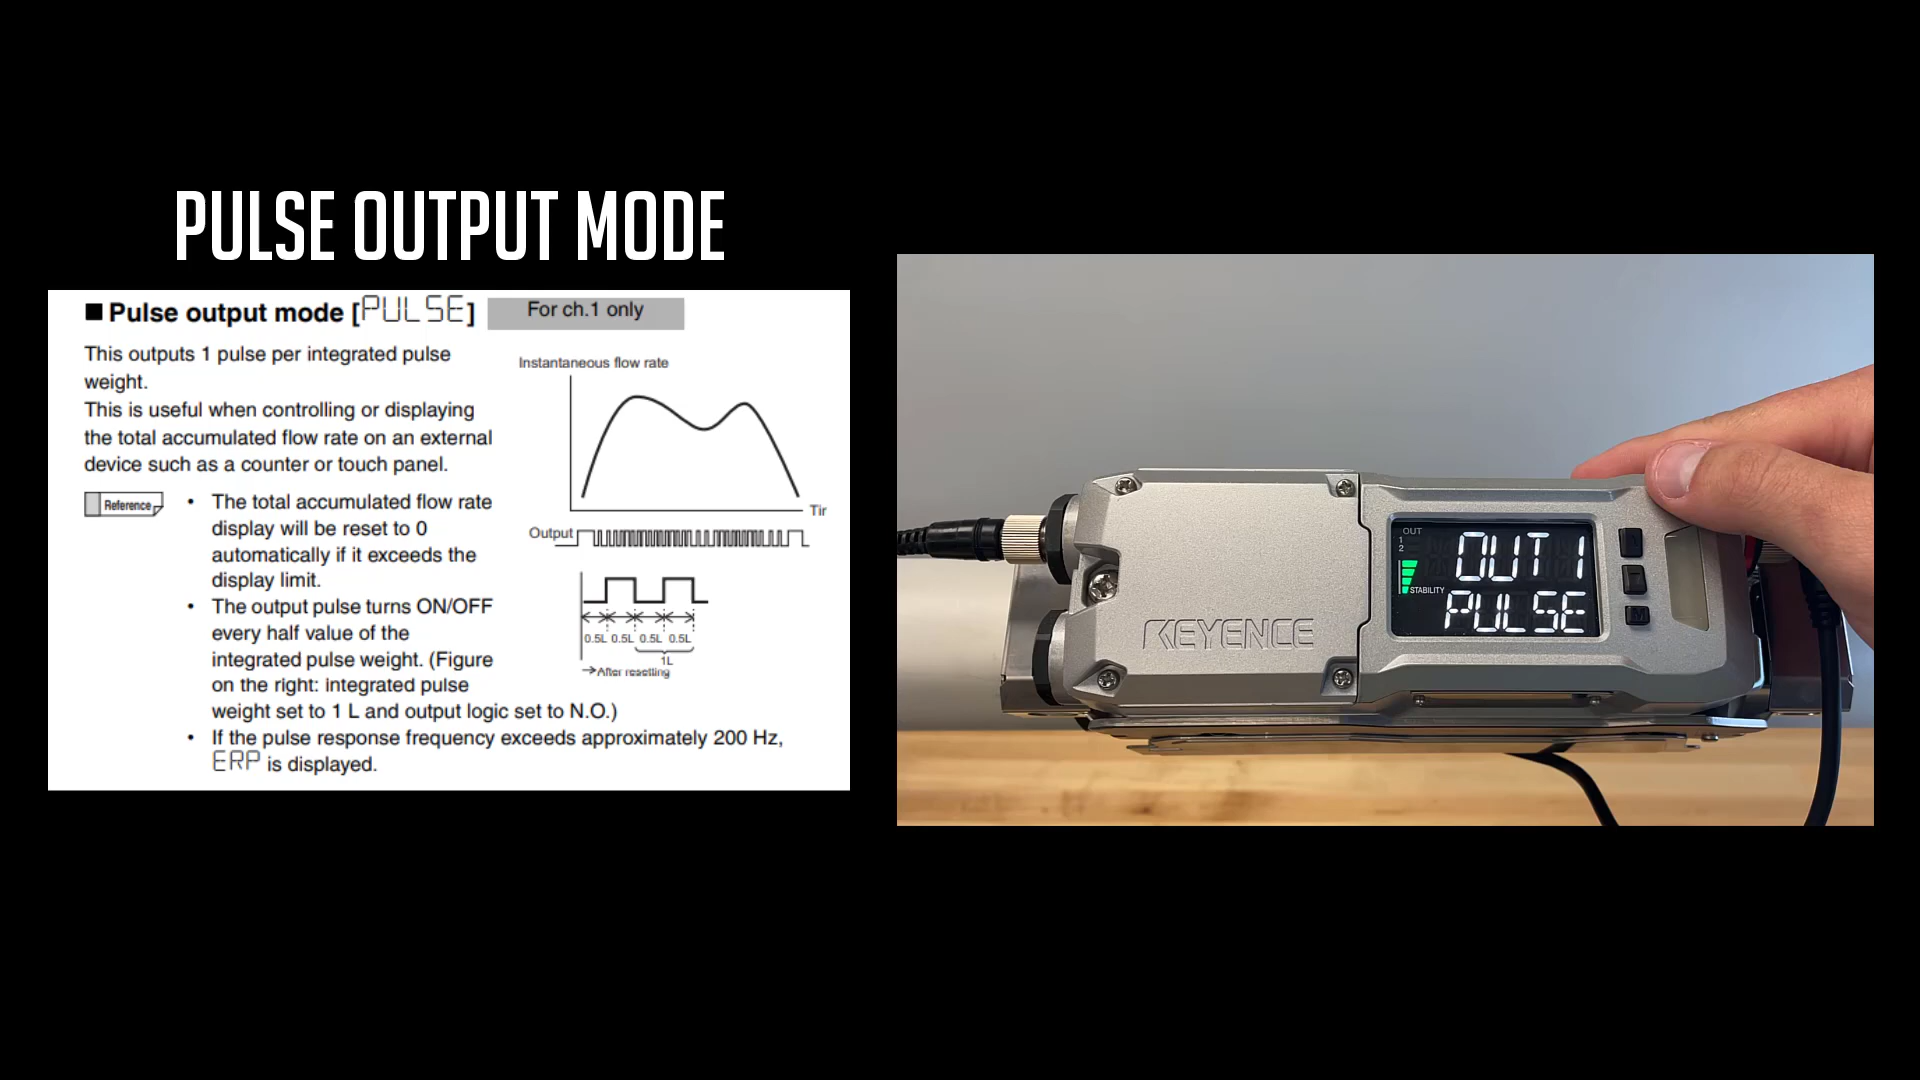 PULSE OUTPUT MODE
■ Pulse output mode [PULSE]
For ch.1 only
This outputs 1 pulse per integrated pulse
weight.
This is useful when controlling or displaying
the total accumulated flow rate on an external
device such as a counter or touch panel.
Reference
• The total accumulated flow rate
display will be reset to 0
automatically if it exceeds the
display limit.
• The output pulse turns ON/OFF
every half value of the
integrated pulse weight. (Figure
on the right: integrated pulse
weight set to 1 L and output logic set to N.O.)
• If the pulse response frequency exceeds approximately 200 Hz,
ERP is displayed.
Instantaneous flow rate
Tir
Output
0.5L 0.5L 0.5L 0.5L
1L
After resetting
KEYENCE
OUT
1
2
STABILITY
OUT1
PULSE